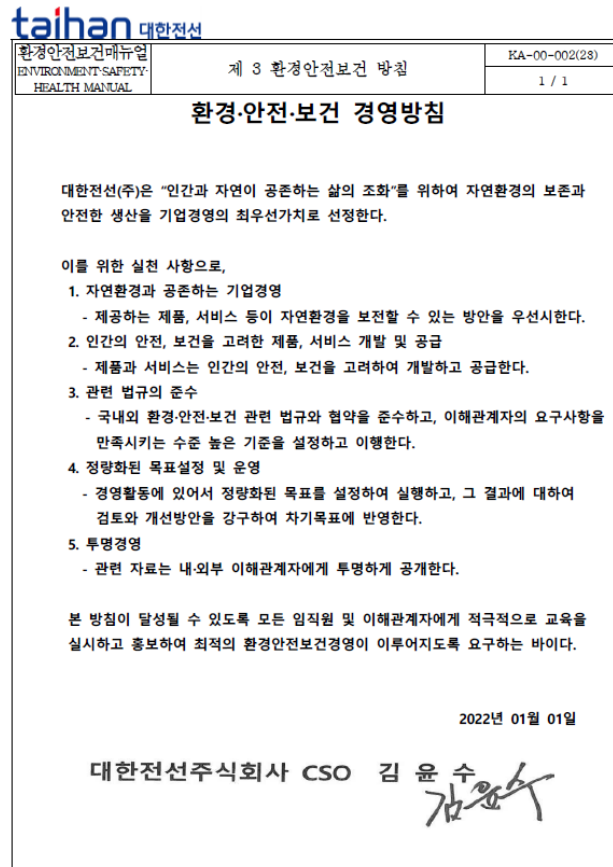 taihan 대한전선
환경안전보건매뉴얼
ENVIRONMENT·SAFETY·
HEALTH MANUAL
제 3 환경안전보건 방침
KA-00-002(23)
1 / 1
환경·안전·보건 경영방침
대한전선(주)은 “인간과 자연이 공존하는 삶의 조화”를 위하여 자연환경의 보존과
안전한 생산을 기업경영의 최우선가치로 선정한다.
이를 위한 실천 사항으로,
1. 자연환경과 공존하는 기업경영
- 제공하는 제품, 서비스 등이 자연환경을 보전할 수 있는 방안을 우선시한다.
2. 인간의 안전, 보건을 고려한 제품, 서비스 개발 및 공급
- 제품과 서비스는 인간의 안전, 보건을 고려하여 개발하고 공급한다.
3. 관련 법규의 준수
- 국내외 환경·안전·보건 관련 법규와 협약을 준수하고, 이해관계자의 요구사항을
만족시키는 수준 높은 기준을 설정하고 이행한다.
4. 정량화된 목표설정 및 운영
- 경영활동에 있어서 정량화된 목표를 설정하여 실행하고, 그 결과에 대하여
검토와 개선방안을 강구하여 차기목표에 반영한다.
5. 투명경영
- 관련 자료는 내·외부 이해관계자에게 투명하게 공개한다.
본 방침이 달성될 수 있도록 모든 임직원 및 이해관계자에게 적극적으로 교육을
실시하고 홍보하여 최적의 환경안전보건경영이 이루어지도록 요구하는 바이다.
2022년 01월 01일
대한전선주식회사 CSO 김 윤 수
김윤수